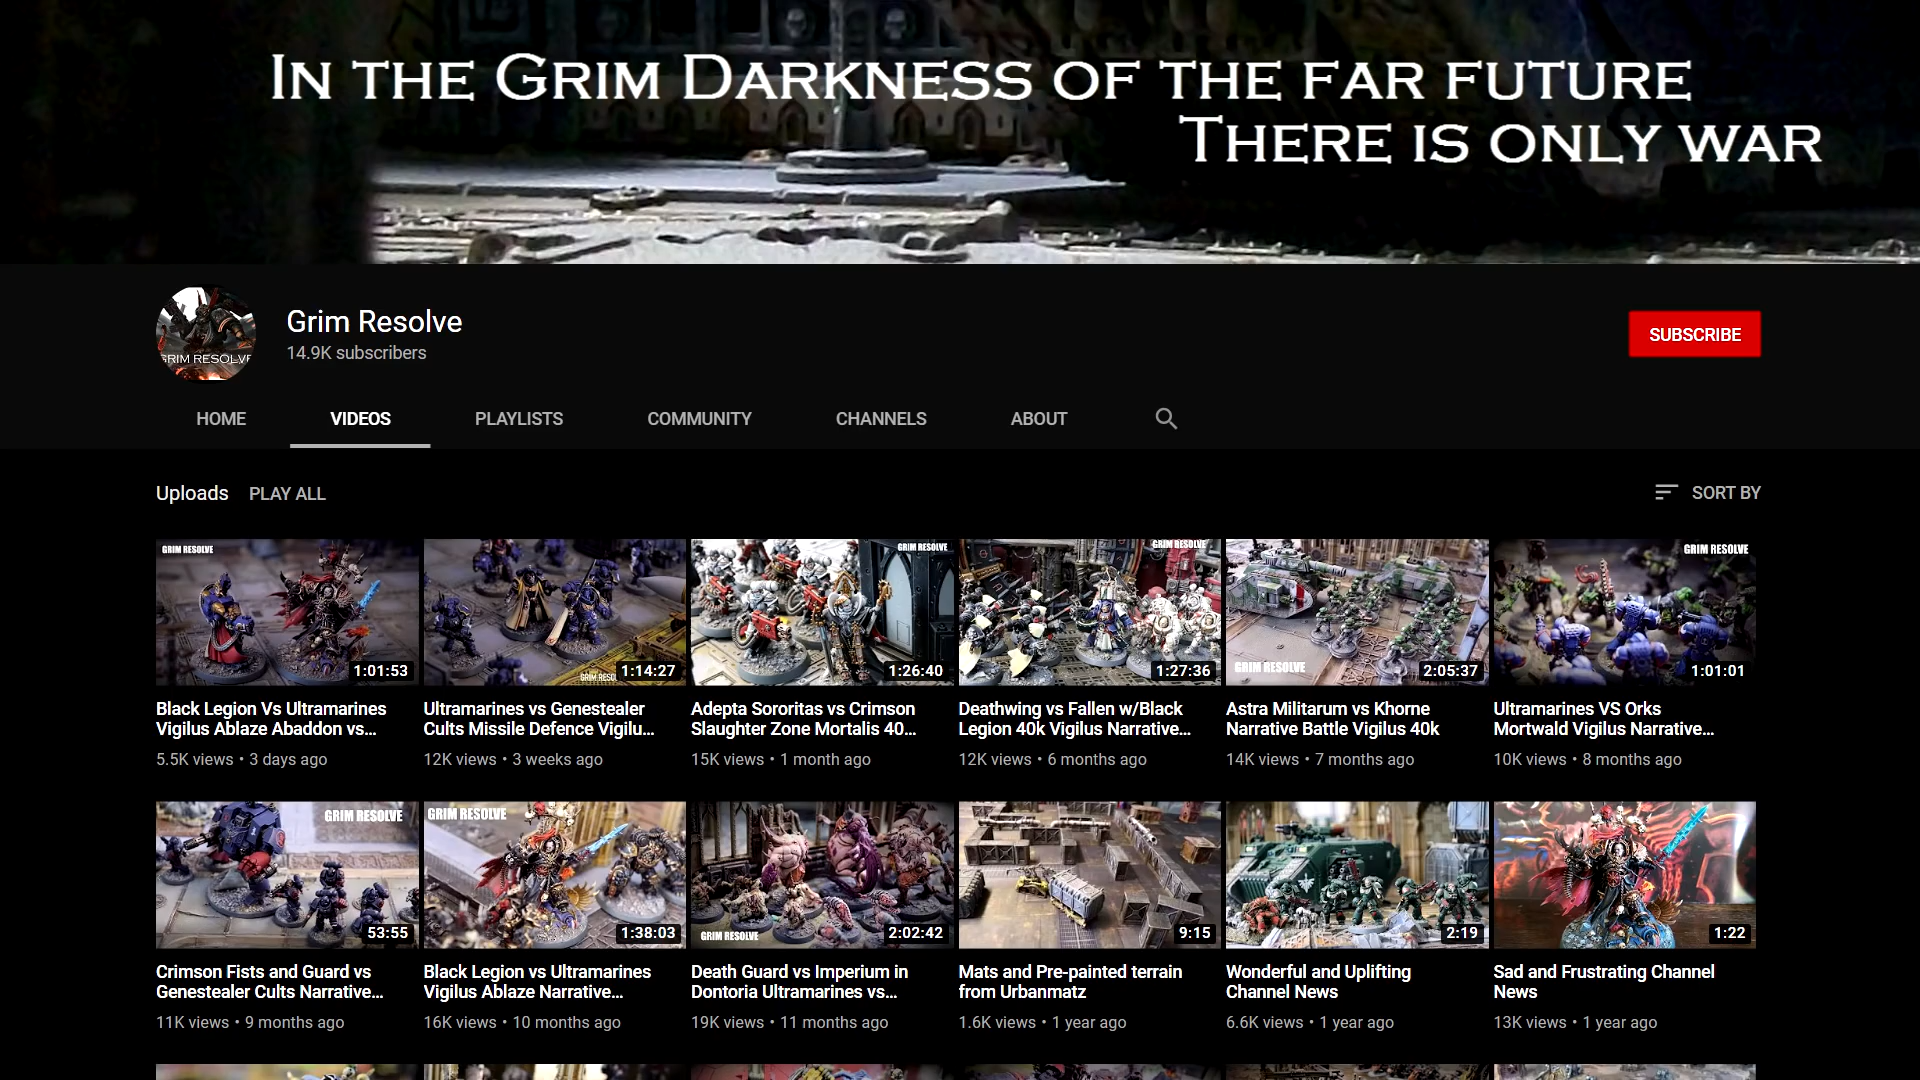 In the Grim Darkness of the far future
There is only war
GRIM RESOLVE
Grim Resolve
14.9K subscribers
SUBSCRIBE
HOME
VIDEOS
PLAYLISTS
COMMUNITY
CHANNELS
ABOUT
Uploads
PLAY ALL
SORT BY
GRIM RESOLVE
1:01:53
GRIM RESOL
1:14:27
GRIM RESOLVE
1:26:40
GRIM RESOLVE
1:27:36
GRIM RESOLVE
2:05:37
GRIM RESOLVE
1:01:01
Black Legion Vs Ultramarines
Vigilus Ablaze Abaddon vs...
5.5K views • 3 days ago
Ultramarines vs Genestealer
Cults Missile Defence Vigilu...
12K views • 3 weeks ago
Adepta Sororitas vs Crimson
Slaughter Zone Mortalis 40...
15K views • 1 month ago
Deathwing vs Fallen w/Black
Legion 40k Vigilus Narrative...
12K views • 6 months ago
Astra Militarum vs Khorne
Narrative Battle Vigilus 40k
14K views • 7 months ago
Ultramarines VS Orks
Mortwald Vigilus Narrative...
10K views • 8 months ago
GRIM RESOLVE
53:55
GRIM RESOLVE
1:38:03
GRIM RESOLVE
2:02:42
9:15
2:19
1:22
Crimson Fists and Guard vs
Genestealer Cults Narrative...
11K views • 9 months ago
Black Legion vs Ultramarines
Vigilus Ablaze Narrative...
16K views • 10 months ago
Death Guard vs Imperium in
Dontoria Ultramarines vs...
19K views • 11 months ago
Mats and Pre-painted terrain
from Urbanmatz
1.6K views • 1 year ago
Wonderful and Uplifting
Channel News
6.6K views • 1 year ago
Sad and Frustrating Channel
News
13K views • 1 year ago